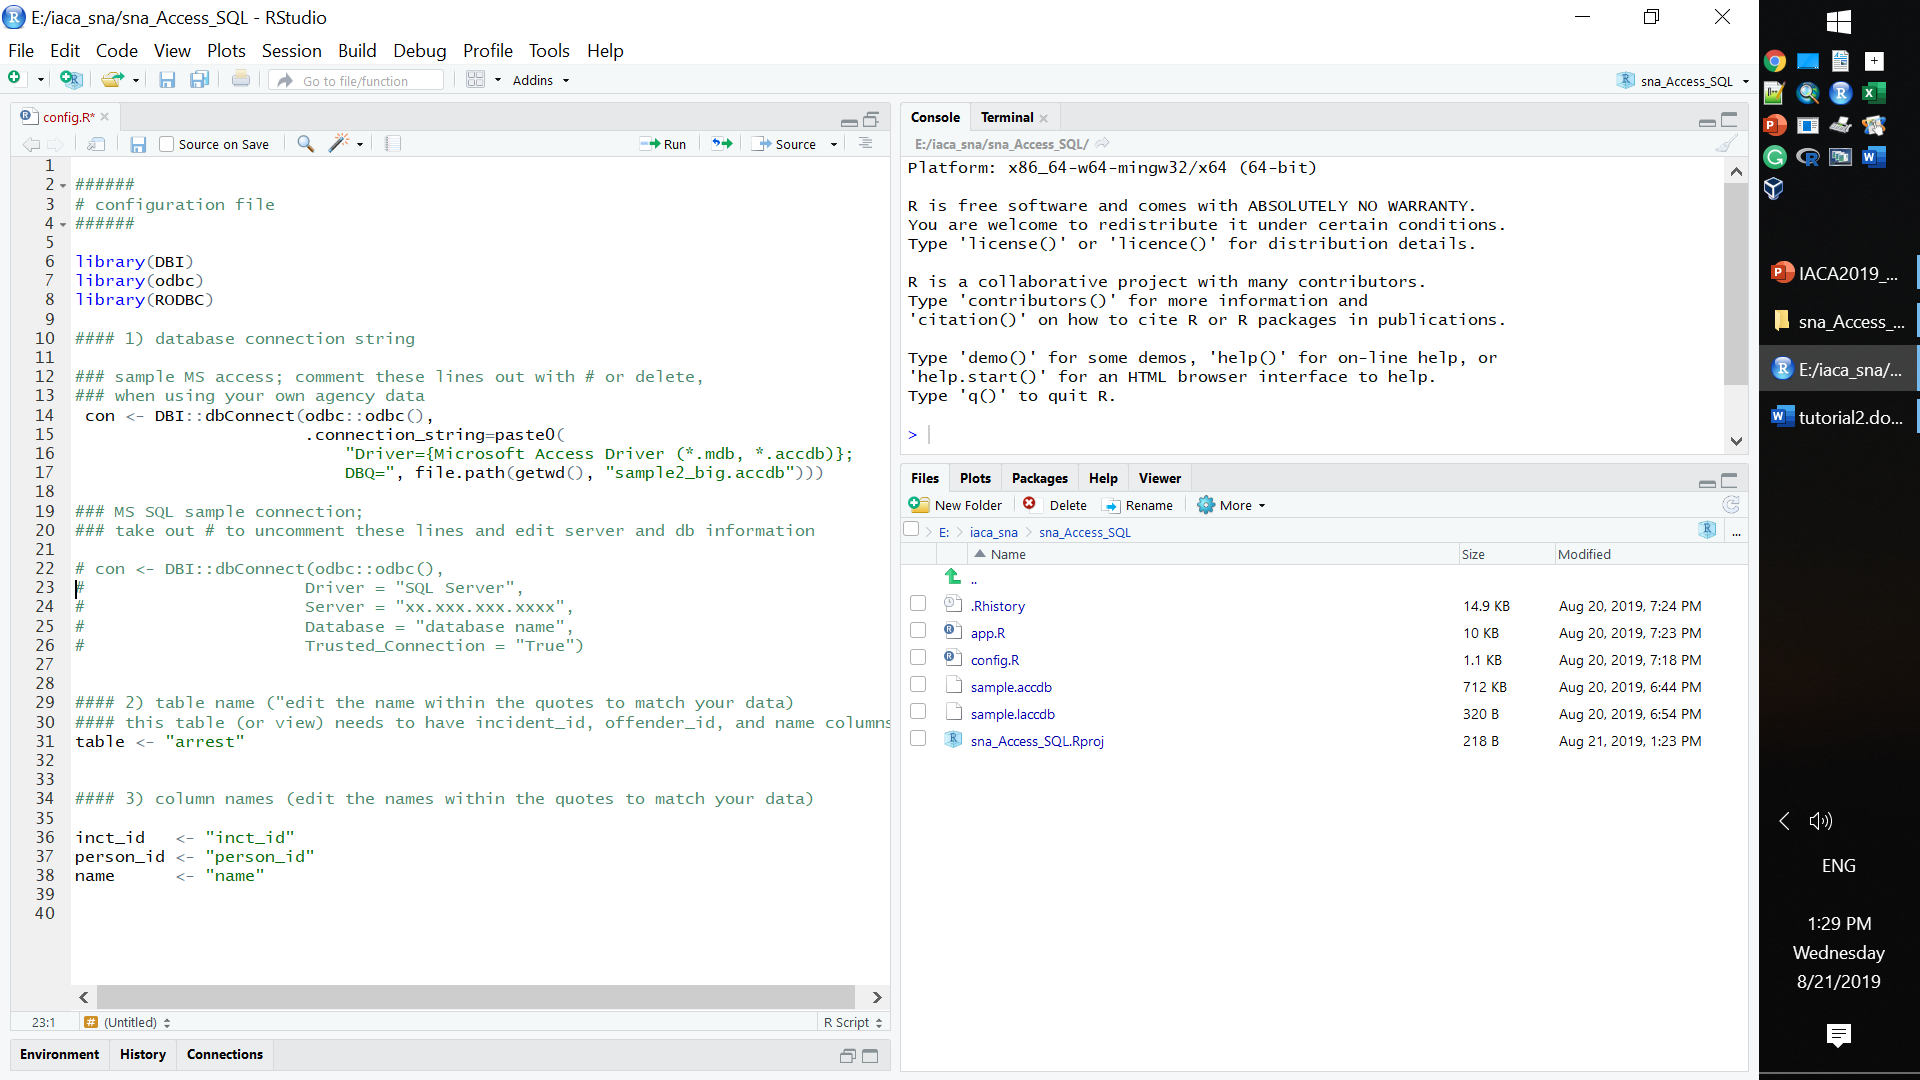 E:/iaca_sna/sna_Access_SQL - RStudio
File Edit Code View Plots Session Build Debug Profile Tools Help
Go to file/function Addins sna_Access_SQL
config.R*
Source on Save Run Source
1
2 ######
3 # configuration file
4 ######
5
6 library(DBI)
7 library(odbc)
8 library(RODBC)
9
10 #### 1) database connection string
11
12 ### sample MS access; comment these lines out with # or delete,
13 ### when using your own agency data
14 con <- DBI::dbConnect(odbc::odbc(),
15 .connection_string=paste0(
16 "Driver={Microsoft Access Driver (*.mdb, *.accdb)};
17 DBQ=", file.path(getwd(), "sample2_big.accdb")))
18
19 ### MS SQL sample connection;
20 ### take out # to uncomment these lines and edit server and db information
21
22 # con <- DBI::dbConnect(odbc::odbc(),
23 # Driver = "SQL Server",
24 # Server = "xx.xxx.xxx.xxxx",
25 # Database = "database name",
26 # Trusted_Connection = "True")
27
28
29 #### 2) table name ("edit the name within the quotes to match your data)
30 #### this table (or view) needs to have incident_id, offender_id, and name columns
31 table <- "arrest"
32
33
34 #### 3) column names (edit the names within the quotes to match your data)
35
36 inct_id <- "inct_id"
37 person_id <- "person_id"
38 name <- "name"
39
40
23:1 # (Untitled) R Script
Environment History Connections
Console Terminal
E:/iaca_sna/sna_Access_SQL/
Platform: x86_64-w64-mingw32/x64 (64-bit)
R is free software and comes with ABSOLUTELY NO WARRANTY.
You are welcome to redistribute it under certain conditions.
Type 'license()' or 'licence()' for distribution details.
R is a collaborative project with many contributors.
Type 'contributors()' for more information and
'citation()' on how to cite R or R packages in publications.
Type 'demo()' for some demos, 'help()' for on-line help, or
'help.start()' for an HTML browser interface to help.
Type 'q()' to quit R.
>
Files Plots Packages Help Viewer
New Folder Delete Rename More
E: iaca_sna sna_Access_SQL ...
Name Size Modified
..
.Rhistory 14.9 KB Aug 20, 2019, 7:24 PM
app.R 10 KB Aug 20, 2019, 7:23 PM
config.R 1.1 KB Aug 20, 2019, 7:18 PM
sample.accdb 712 KB Aug 20, 2019, 6:44 PM
sample.laccdb 320 B Aug 20, 2019, 6:54 PM
sna_Access_SQL.Rproj 218 B Aug 21, 2019, 1:23 PM
IACA2019_...
sna_Access_...
E:/iaca_sna/...
tutorial2.do...
ENG
1:29 PM
Wednesday
8/21/2019